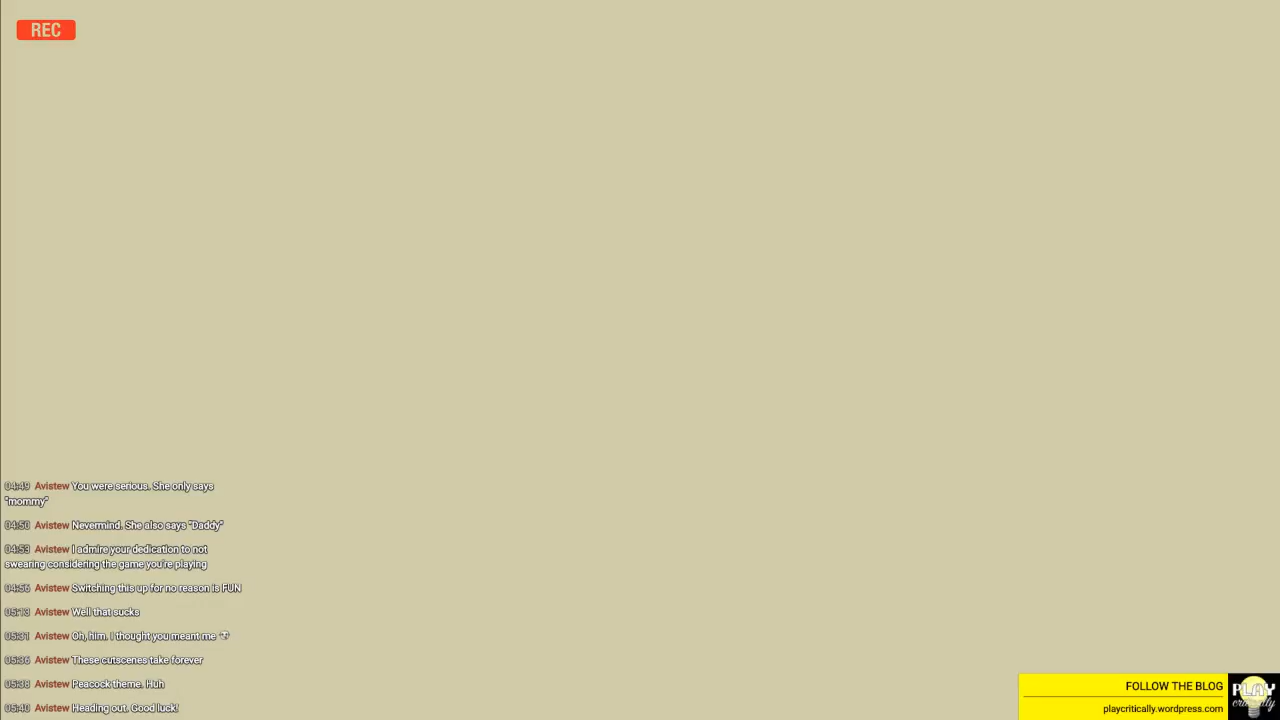 REC
04:49 Avistew You were serious. She only says
"mommy"
04:50 Avistew Nevermind. She also says "Daddy"
04:53 Avistew I admire your dedication to not
swearing considering the game you're playing
04:56 Avistew Switching this up for no reason is FUN
05:13 Avistew Well that sucks
05:31 Avistew Oh, him. I thought you meant me
05:36 Avistew These cutscenes take forever
05:38 Avistew Peacock theme. Huh
05:40 Avistew Heading out. Good luck!
FOLLOW THE BLOG
playcritically.wordpress.com
PLAY
critically